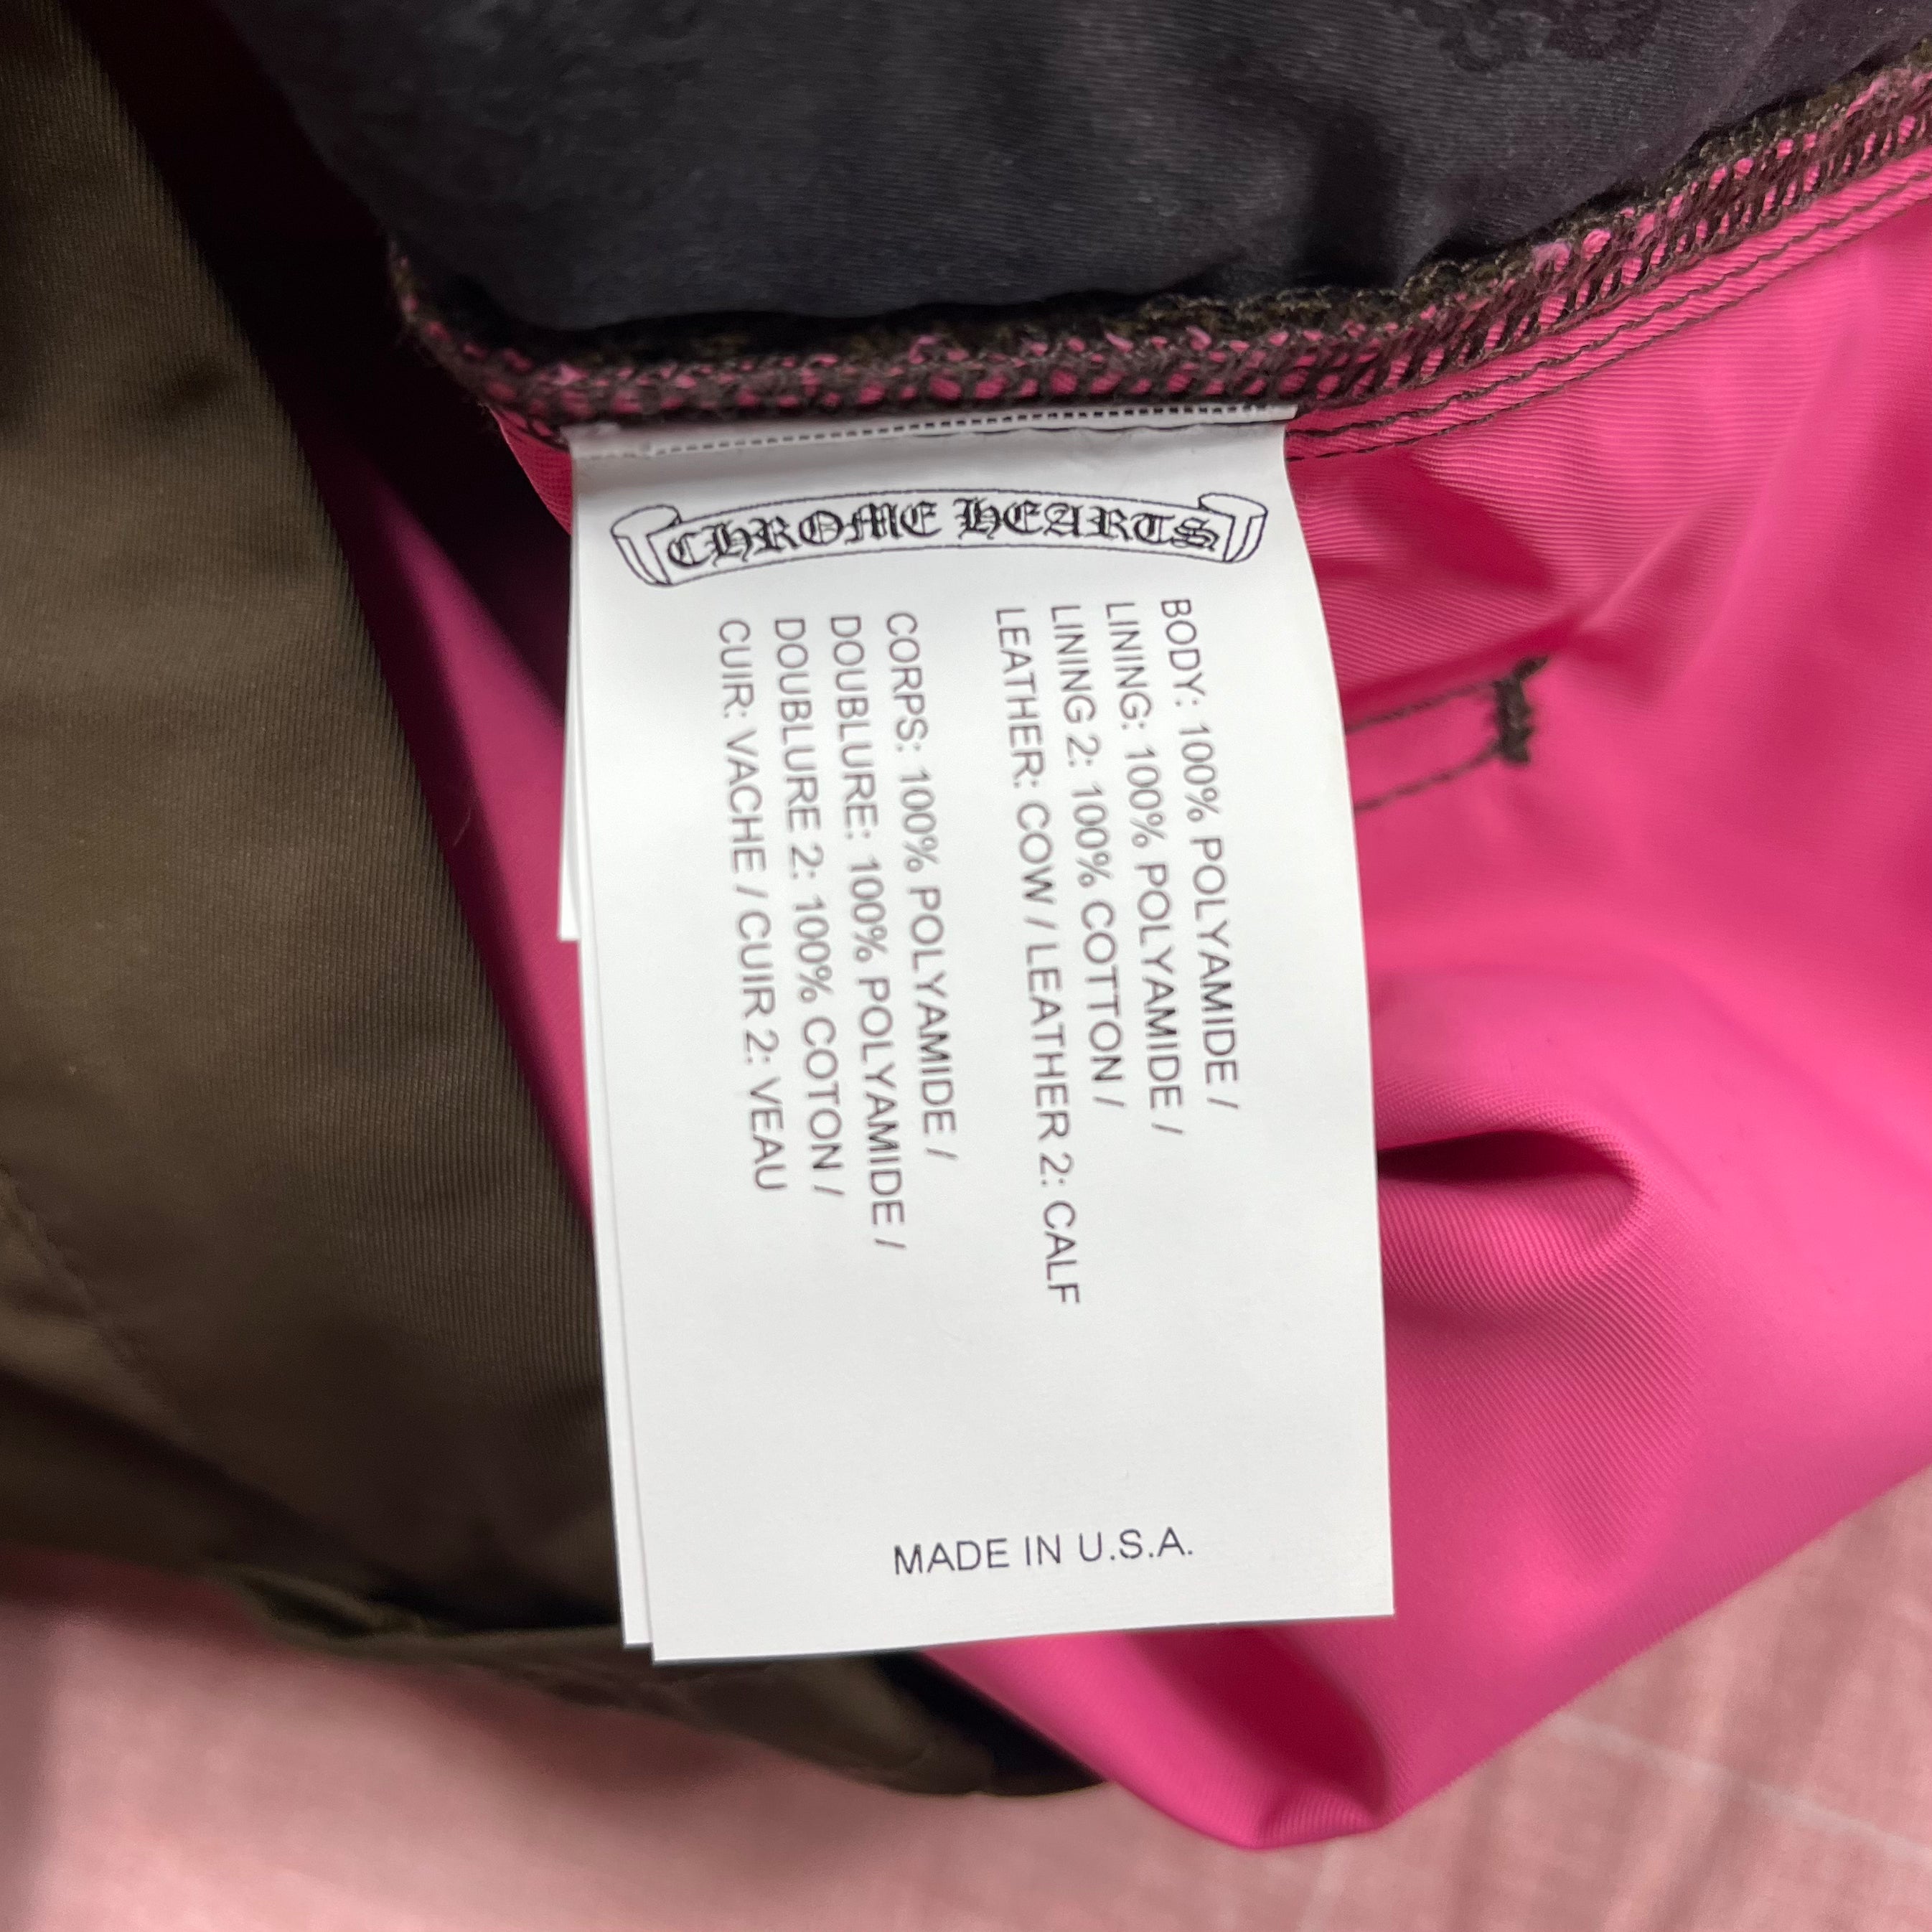 CHROME HEARTS
BODY: 100% POLYAMIDE /
LINING: 100% POLYAMIDE /
LINING 2: 100% COTTON /
LEATHER: COW / LEATHER 2: CALF
CORPS: 100% POLYAMIDE /
DOUBLURE: 100% POLYAMIDE /
DOUBLURE 2: 100% COTON /
CUIR: VACHE / CUIR 2: VEAU
MADE IN U.S.A.